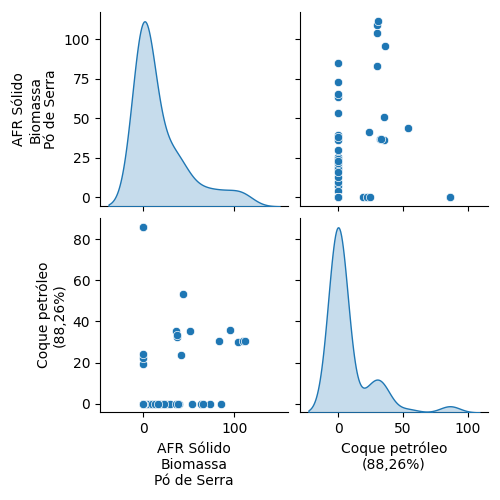 100
75
50
25
0
AFR Sólido
Biomassa
Pó de Serra
80
60
40
20
0
Coque petróleo
(88,26%)
0 100
AFR Sólido
Biomassa
Pó de Serra
0 50 100
Coque petróleo
(88,26%)